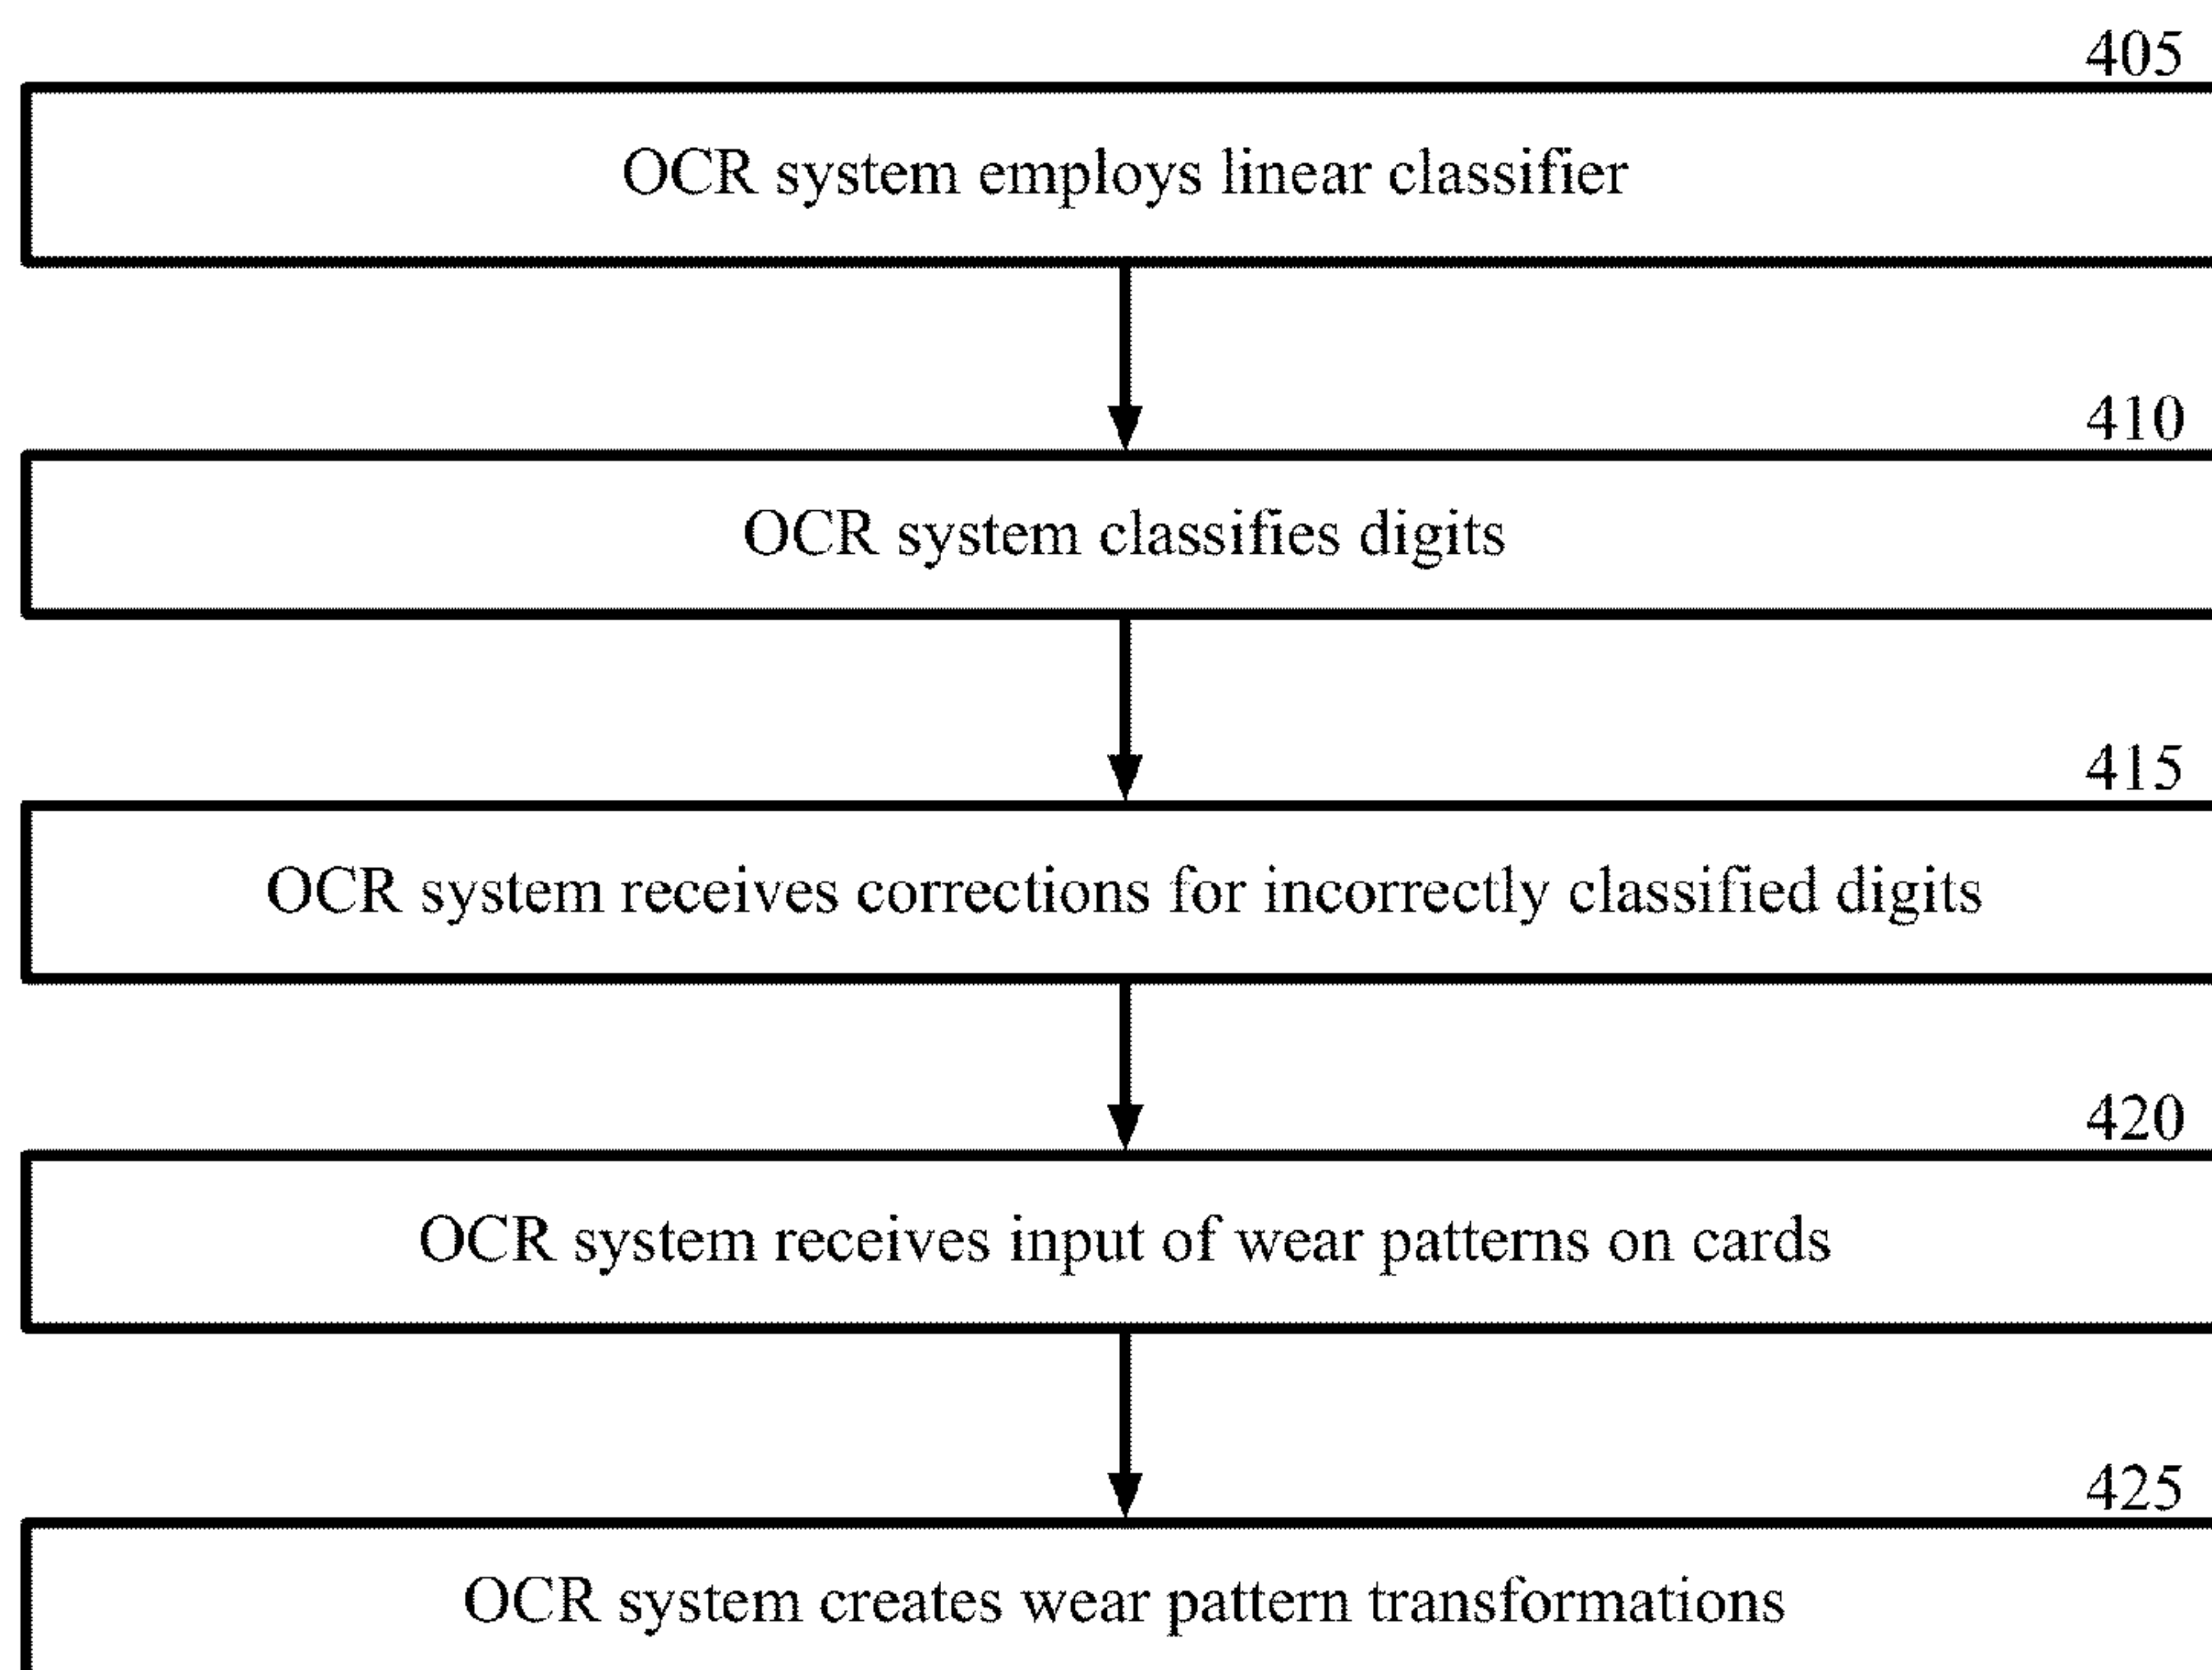 405
OCR system employs linear classifier
410
OCR system classifies digits
415
OCR system receives corrections for incorrectly classified digits
420
OCR system receives input of wear patterns on cards
425
OCR system creates wear pattern transformations